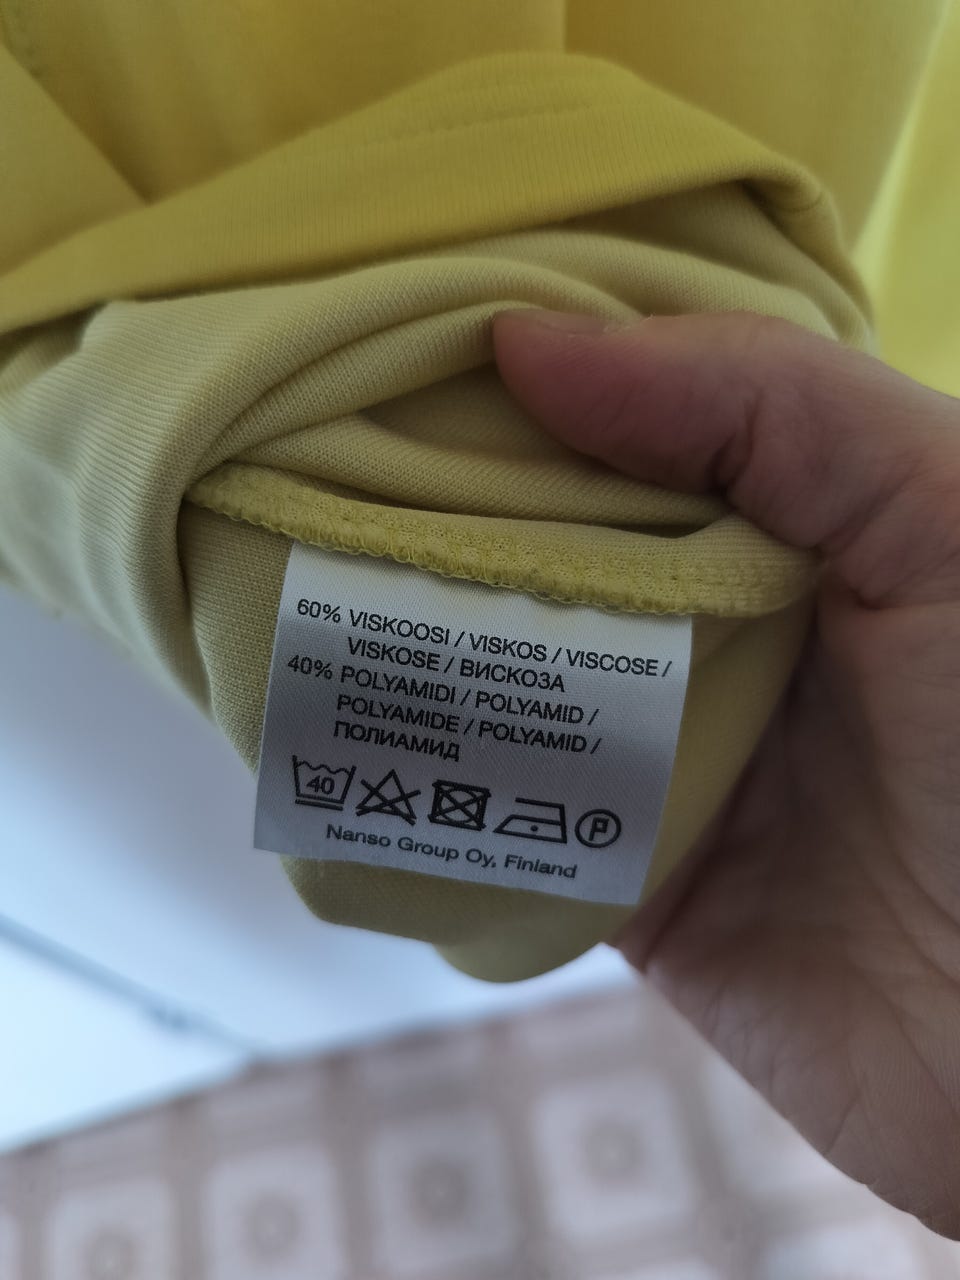 60% VISKOOSI / VISKOS / VISCOSE /
VISKOSE / ВИСКОЗА
40% POLYAMIDI / POLYAMID /
POLYAMIDE / POLYAMID /
ПОЛИАМИД
40 P
Nanso Group Oy, Finland